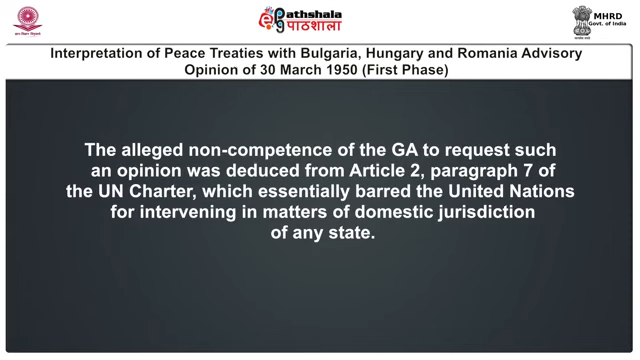 ePathshala
पाठशाला
MHRD
Govt. of India
Interpretation of Peace Treaties with Bulgaria, Hungary and Romania Advisory
Opinion of 30 March 1950 (First Phase)
The alleged non-competence of the GA to request such
an opinion was deduced from Article 2, paragraph 7 of
the UN Charter, which essentially barred the United Nations
for intervening in matters of domestic jurisdiction
of any state.